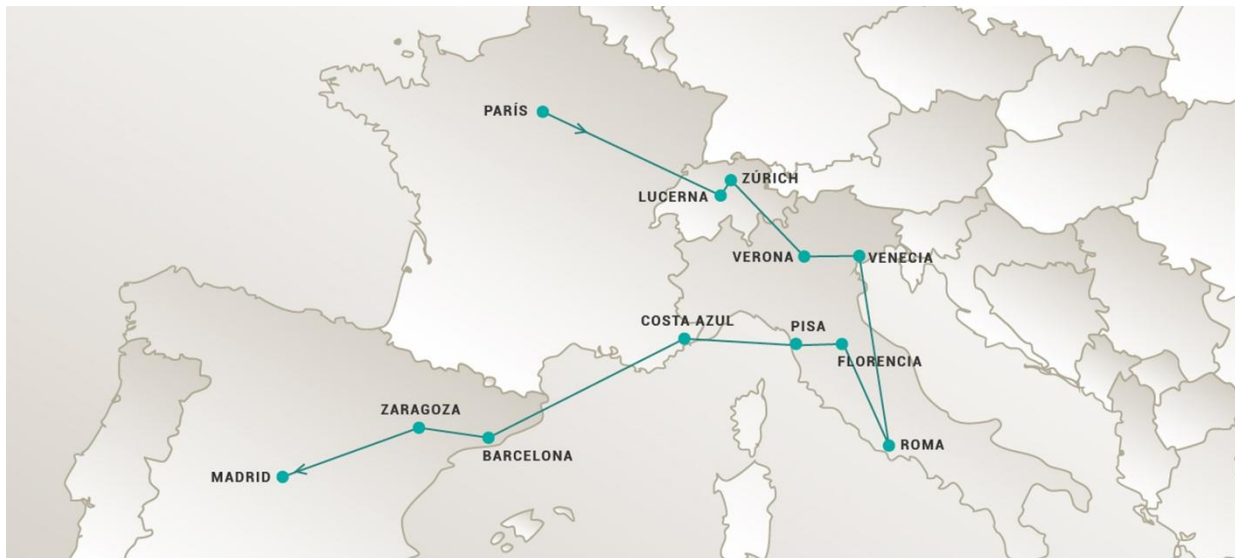 PARÍS
ZÚRICH
LUCERNA
VERONA
VENECIA
COSTA AZUL
PISA
FLORENCIA
ZARAGOZA
ROMA
BARCELONA
MADRID